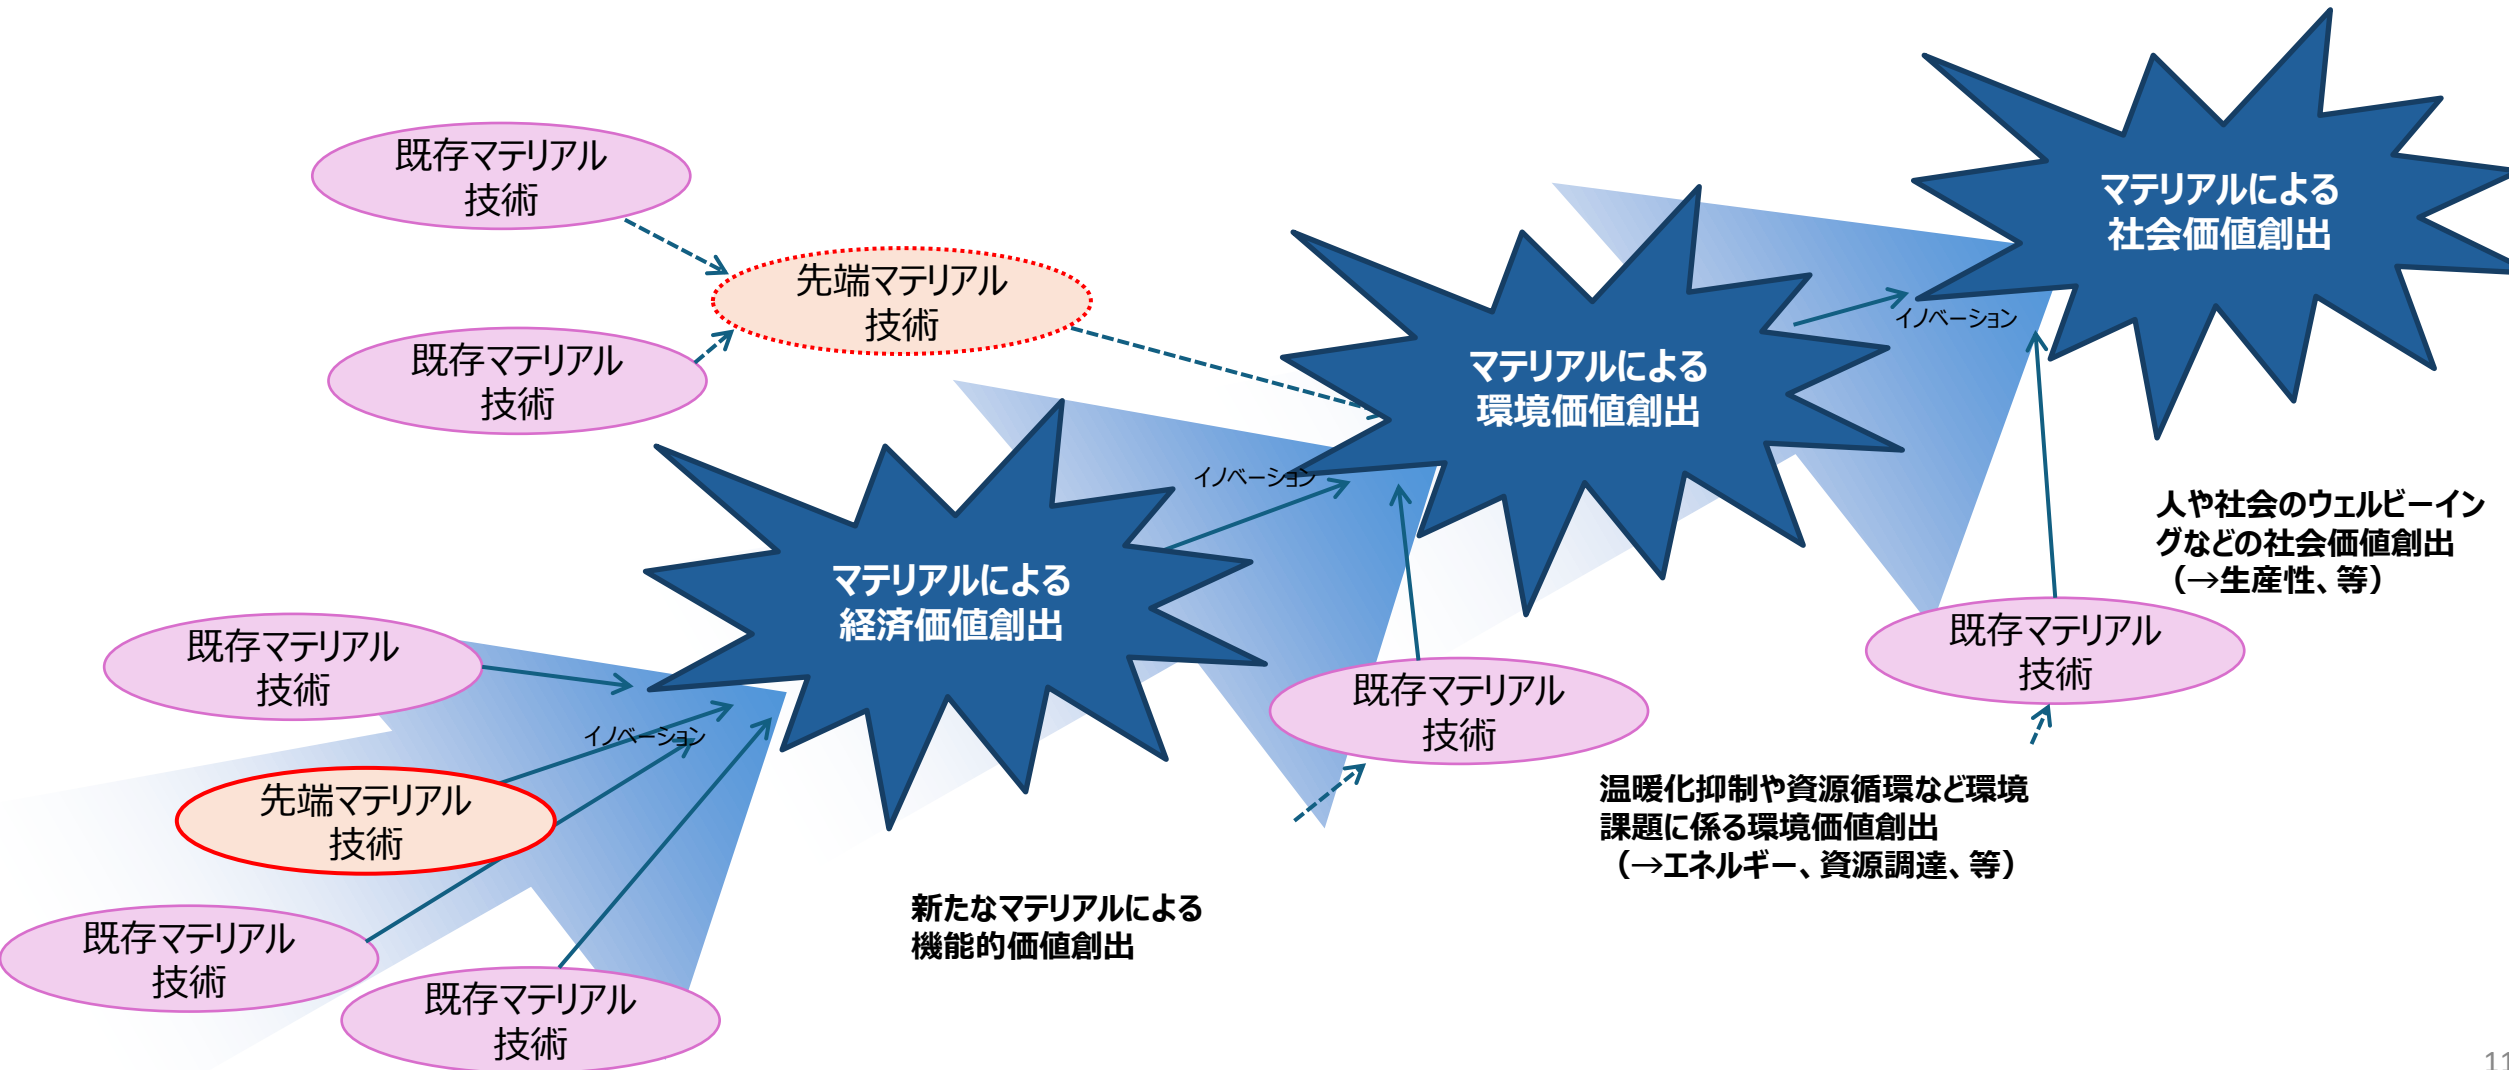 マテリアルによる
社会価値創出
既存マテリアル
技術
先端マテリアル
技術
イノベーション
既存マテリアル
技術
マテリアルによる
環境価値創出
イノベーション
人や社会のウェルビーイン
グなどの社会価値創出
（→生産性、等）
マテリアルによる
経済価値創出
既存マテリアル
技術
既存マテリアル
技術
既存マテリアル
技術
イノベーション
先端マテリアル
技術
温暖化抑制や資源循環など環境
課題に係る環境価値創出
（→エネルギー、資源調達、等）
新たなマテリアルによる
機能的価値創出
既存マテリアル
技術
既存マテリアル
技術
11